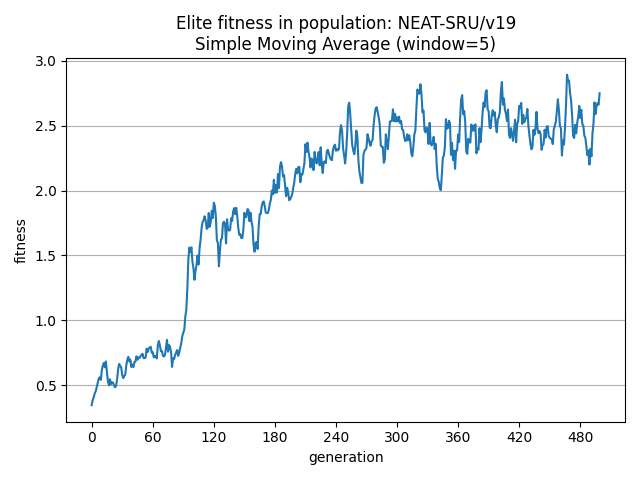 Elite fitness in population: NEAT-SRU/v19
Simple Moving Average (window=5)
3.0
2.5
2.0
1.5
1.0
0.5
fitness
0 60 120 180 240 300 360 420 480
generation